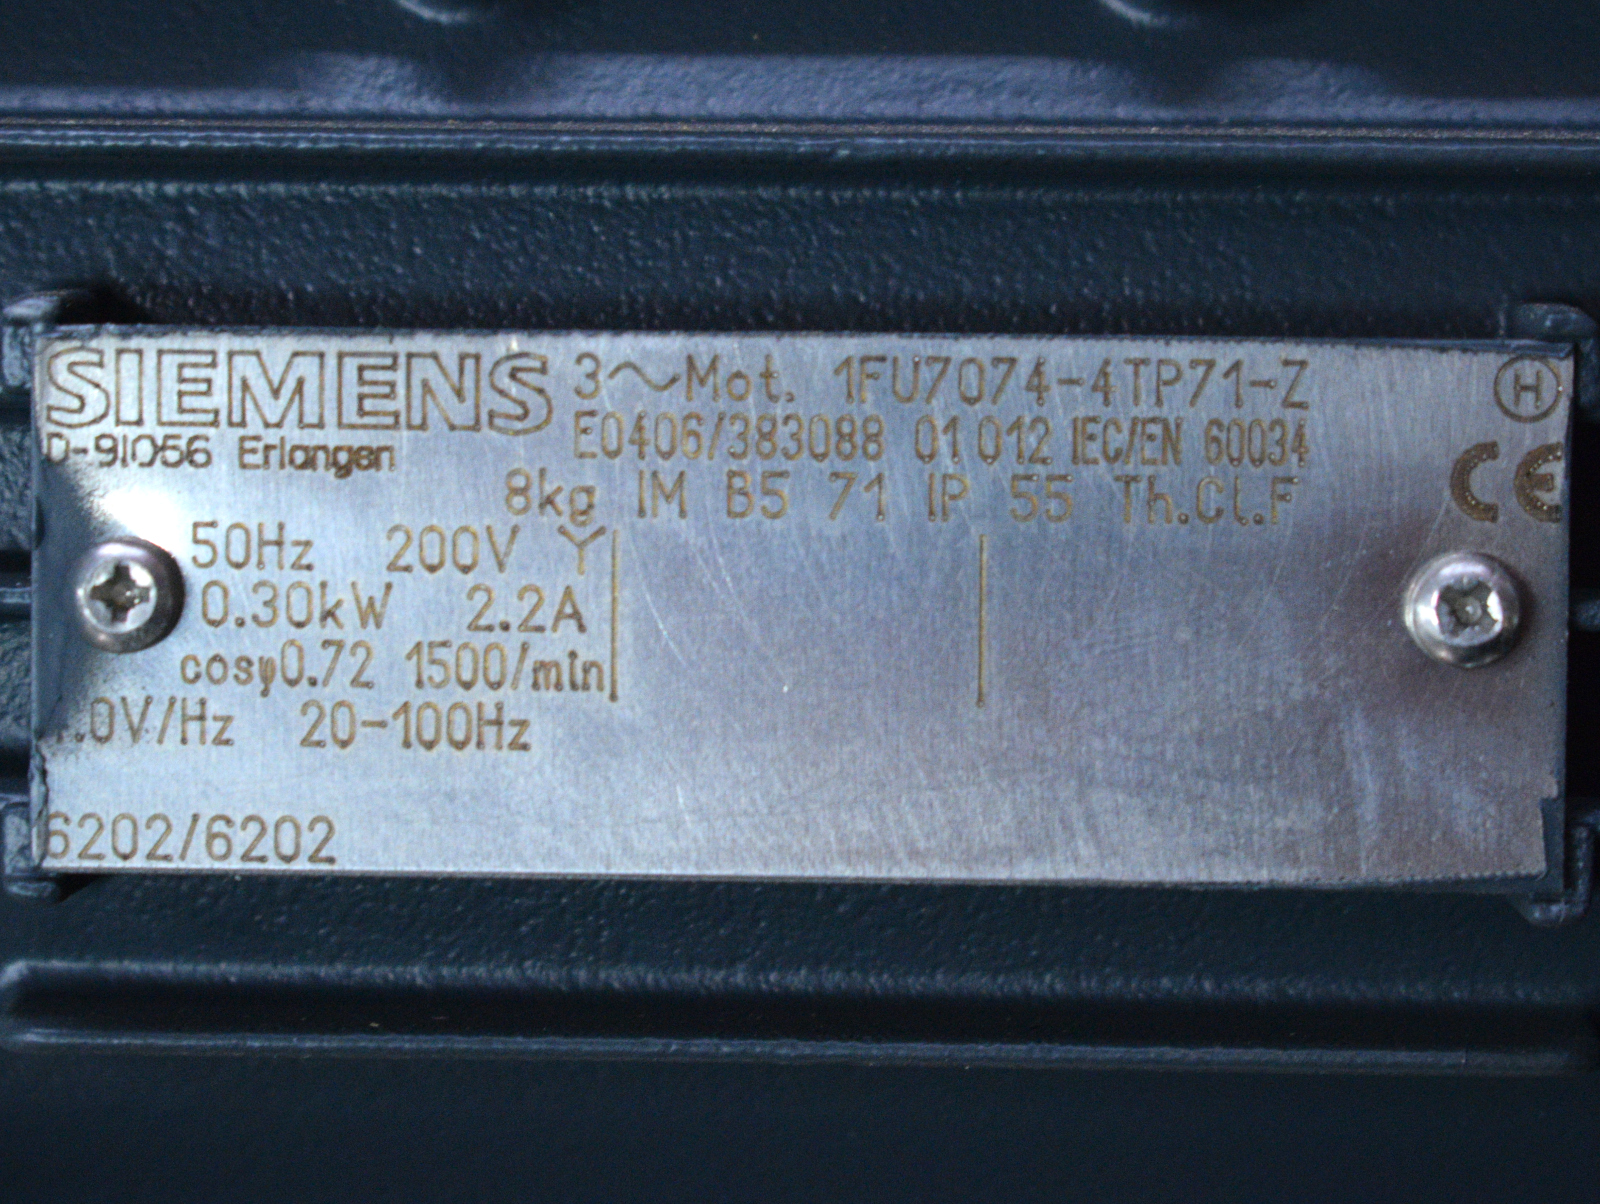 SIEMENS 3~Mot. 1FU7074-4TP71-Z H
D-91056 Erlangen E0406/383088 01 012 IEC/EN 60034
8kg IM B5 71 IP 55 Th.Cl.F CE
50Hz 200V Y
0.30kW 2.2A
cosφ0.72 1500/min
.0V/Hz 20-100Hz
6202/6202